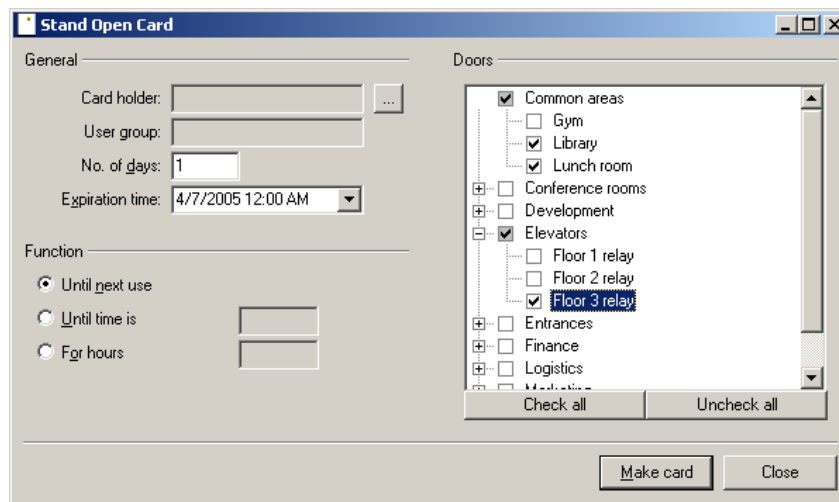 Stand Open Card
General
Card holder:
...
User group:
No. of days: 1
Expiration time: 4/7/2005 12:00 AM
Function
Until next use
Until time is
For hours
Doors
Common areas
Gym
Library
Lunch room
Conference rooms
Development
Elevators
Floor 1 relay
Floor 2 relay
Floor 3 relay
Entrances
Finance
Logistics
Check all
Uncheck all
Make card
Close